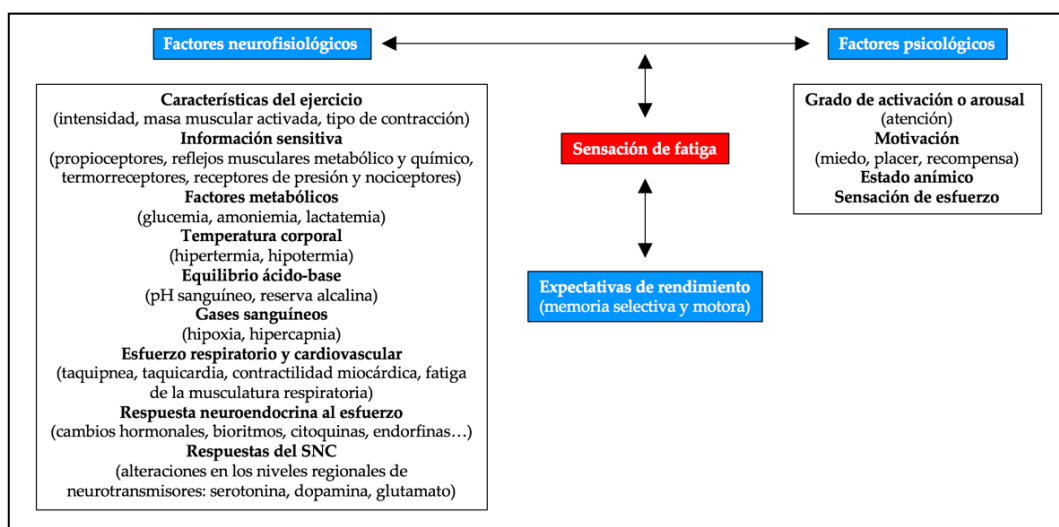 Factores neurofisiológicos
Factores psicológicos
Características del ejercicio
(intensidad, masa muscular activada, tipo de contracción)
Información sensitiva
(propioceptores, reflejos musculares metabólico y químico,
termorreceptores, receptores de presión y nociceptores)
Factores metabólicos
(glucemia, amoniemia, lactatemia)
Temperatura corporal
(hipertermia, hipotermia)
Equilibrio ácido-base
(pH sanguíneo, reserva alcalina)
Gases sanguíneos
(hipoxia, hipercapnia)
Esfuerzo respiratorio y cardiovascular
(taquipnea, taquicardia, contractilidad miocárdica, fatiga
de la musculatura respiratoria)
Respuesta neuroendocrina al esfuerzo
(cambios hormonales, bioritmos, citoquinas, endorfinas…)
Respuestas del SNC
(alteraciones en los niveles regionales de
neurotransmisores: serotonina, dopamina, glutamato)
Sensación de fatiga
Expectativas de rendimiento
(memoria selectiva y motora)
Grado de activación o arousal
(atención)
Motivación
(miedo, placer, recompensa)
Estado anímico
Sensación de esfuerzo